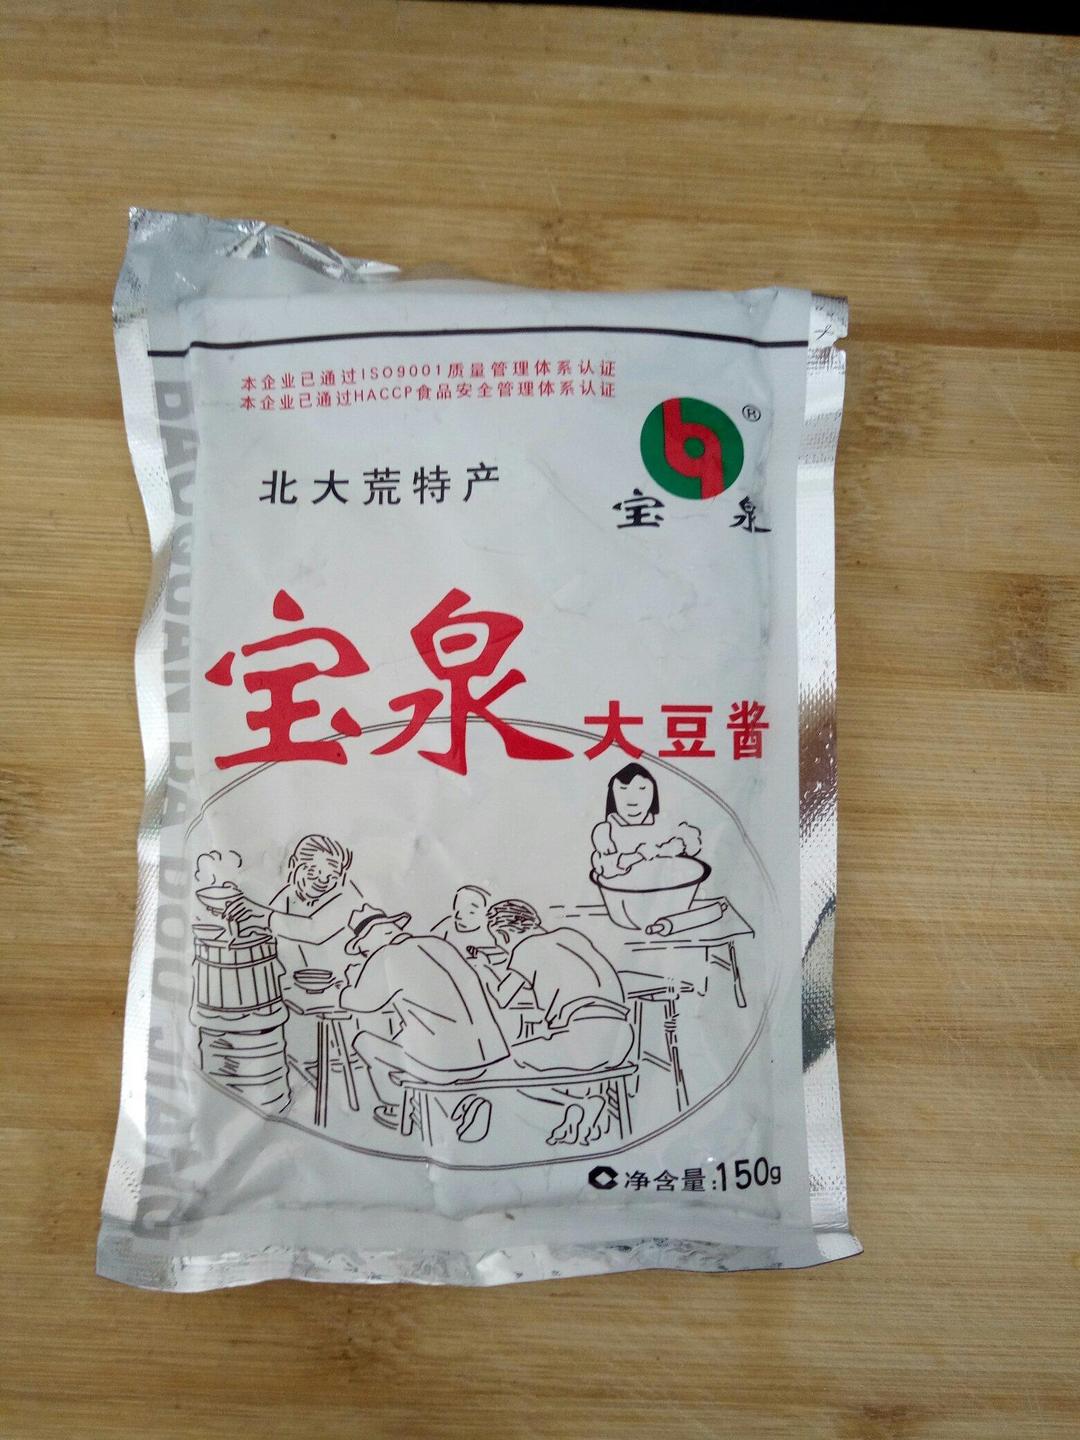 本企业已通过ISO9001质量管理体系认证
本企业已通过HACCP食品安全管理体系认证
®
北大荒特产
宝泉
宝泉大豆酱
BAOQUAN DADOU JIANG
净含量:150g